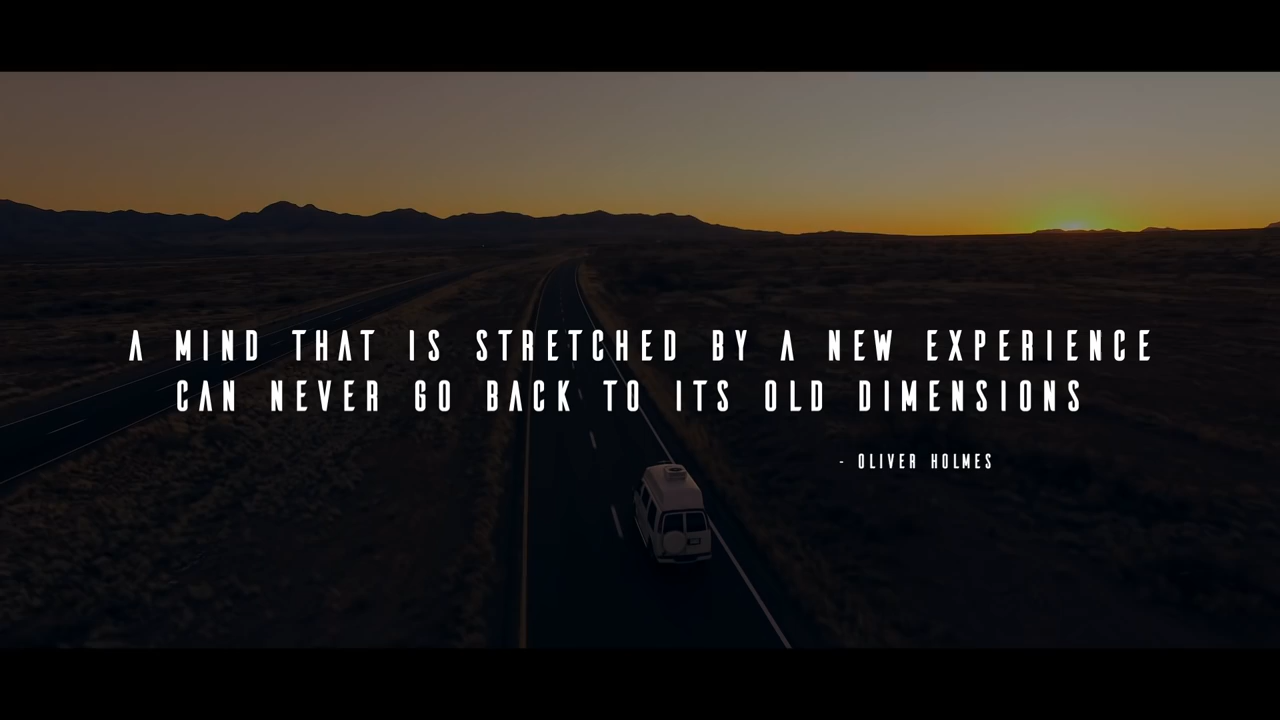 A MIND THAT IS STRETCHED BY A NEW EXPERIENCE
CAN NEVER GO BACK TO ITS OLD DIMENSIONS
- OLIVER HOLMES